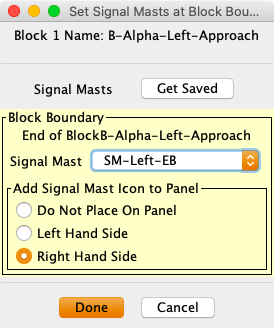 Set Signal Masts at Block Bou...
Block 1 Name: B-Alpha-Left-Approach
Signal Masts Get Saved
Block Boundary
End of BlockB-Alpha-Left-Approach
Signal Mast SM-Left-EB
Add Signal Mast Icon to Panel
Do Not Place On Panel
Left Hand Side
Right Hand Side
Done Cancel